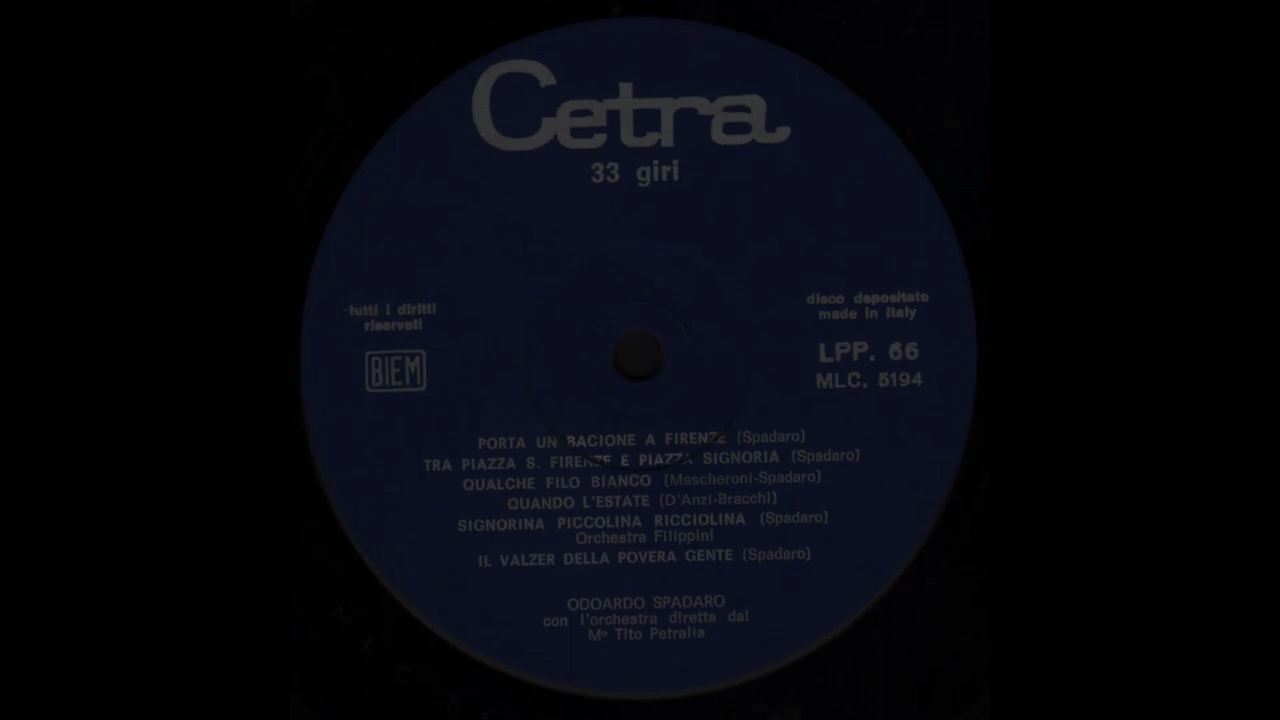 Cetra
33 giri
tutti i diritti
riservati
BIEM
disco depositato
made in Italy
LPP. 66
MLC. 5194
PORTA UN BACIONE A FIRENZE (Spadaro)
TRA PIAZZA S. FIRENZE E PIAZZA SIGNORIA (Spadaro)
QUALCHE FILO BIANCO (Mascheroni-Spadaro)
QUANDO L'ESTATE (D'Anzi-Bracchi)
SIGNORINA PICCOLINA RICCIOLINA (Spadaro)
Orchestra Filippini
IL VALZER DELLA POVERA GENTE (Spadaro)
ODOARDO SPADARO
con l'orchestra diretta dal
Mº Tito Petralia